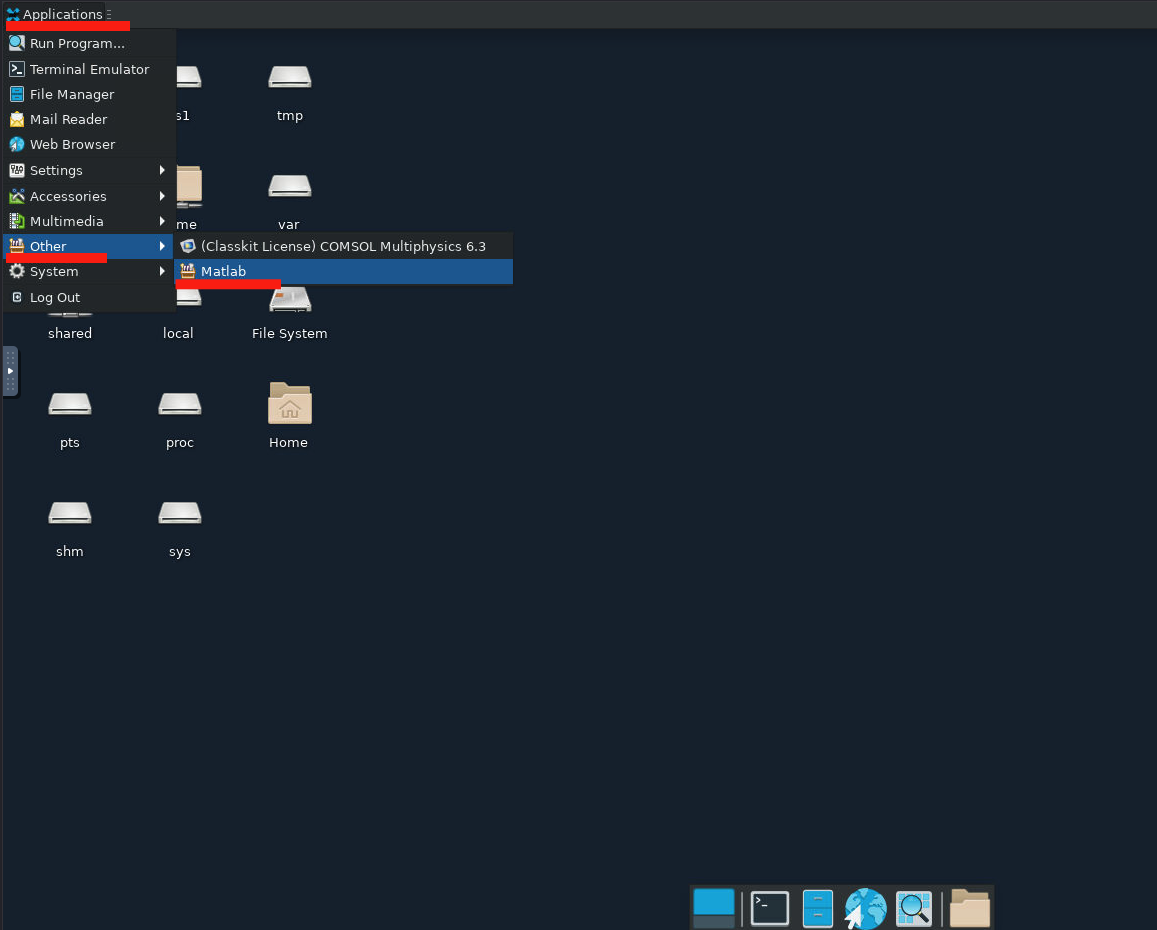 Applications
Run Program...
Terminal Emulator
File Manager
Mail Reader
Web Browser
Settings
Accessories
Multimedia
Other
System
Log Out
(Classkit License) COMSOL Multiphysics 6.3
Matlab
s1
tmp
me
var
shared
local
File System
pts
proc
Home
shm
sys